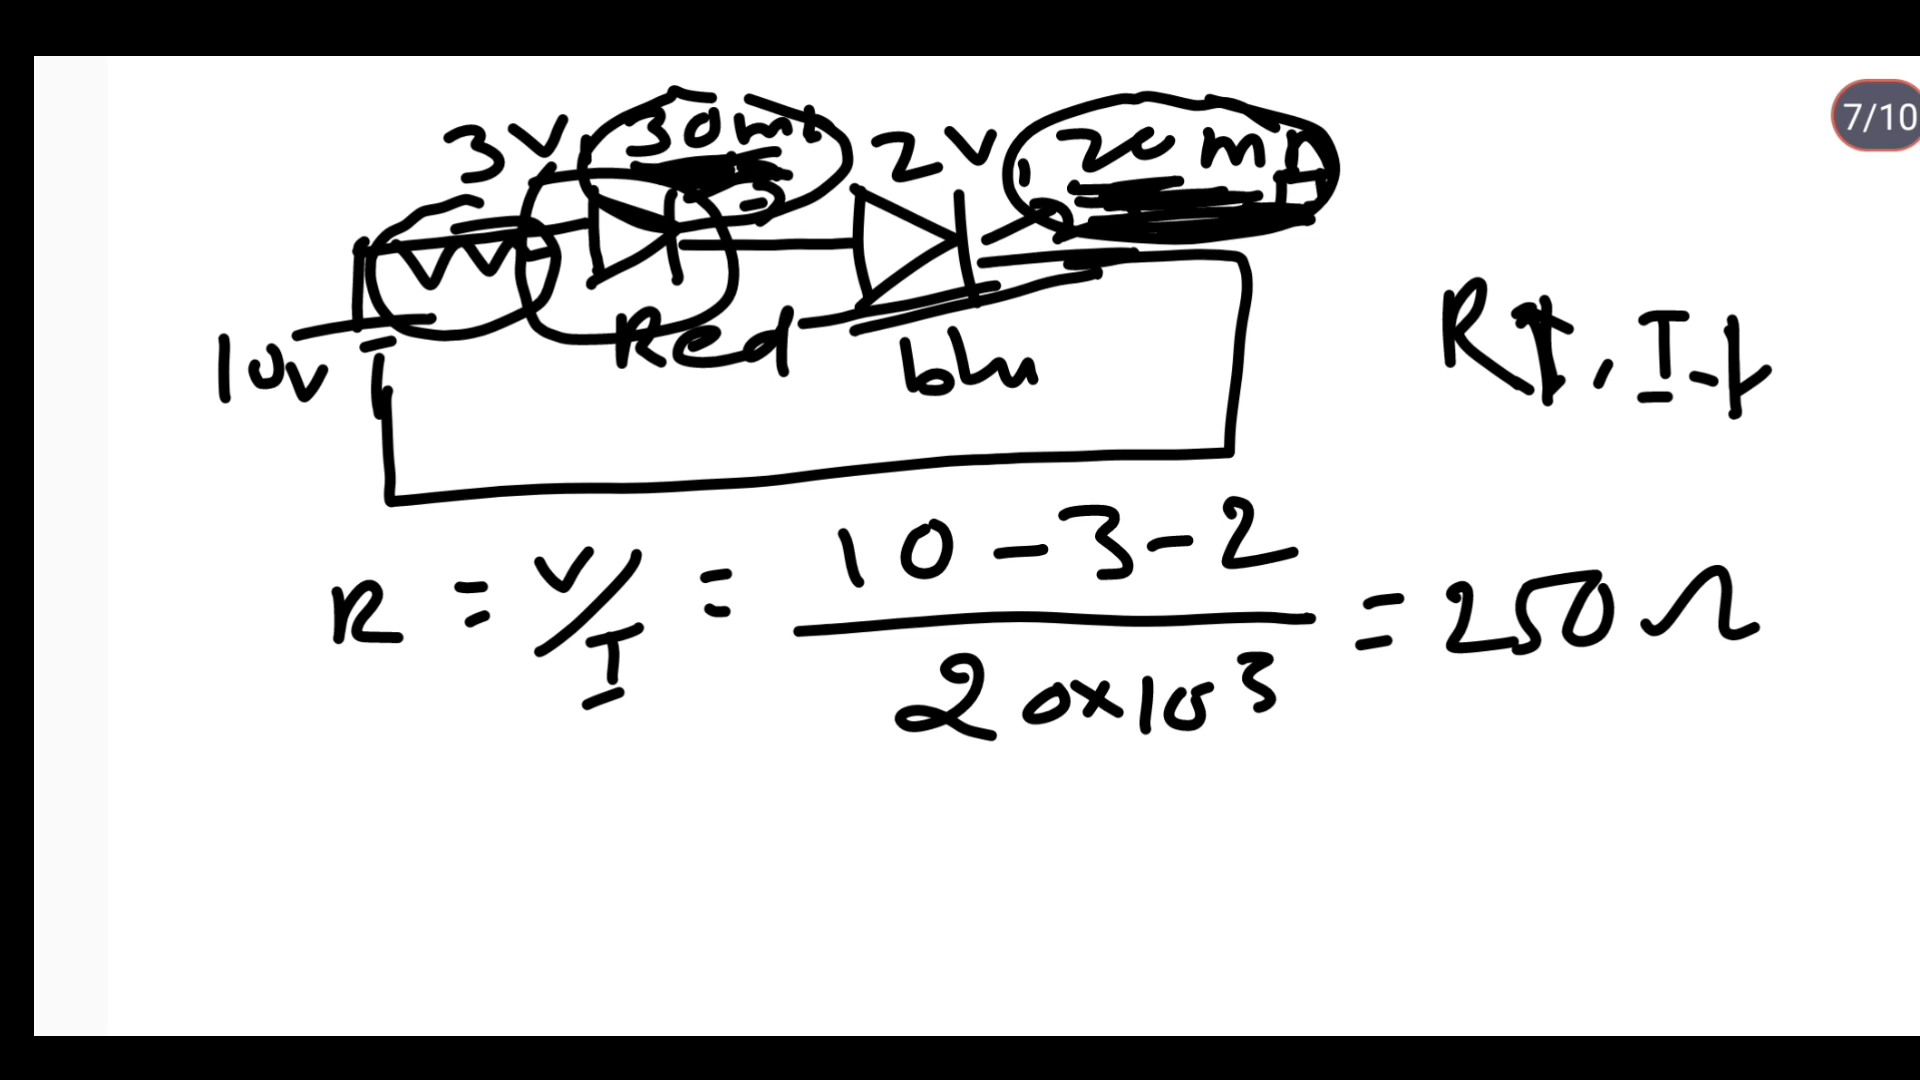 3V 30mA 2V 20mA
7/10
10V Red blu
R↑, I↓
R = V/I = 10-3-2 / 20×10³ = 250Ω